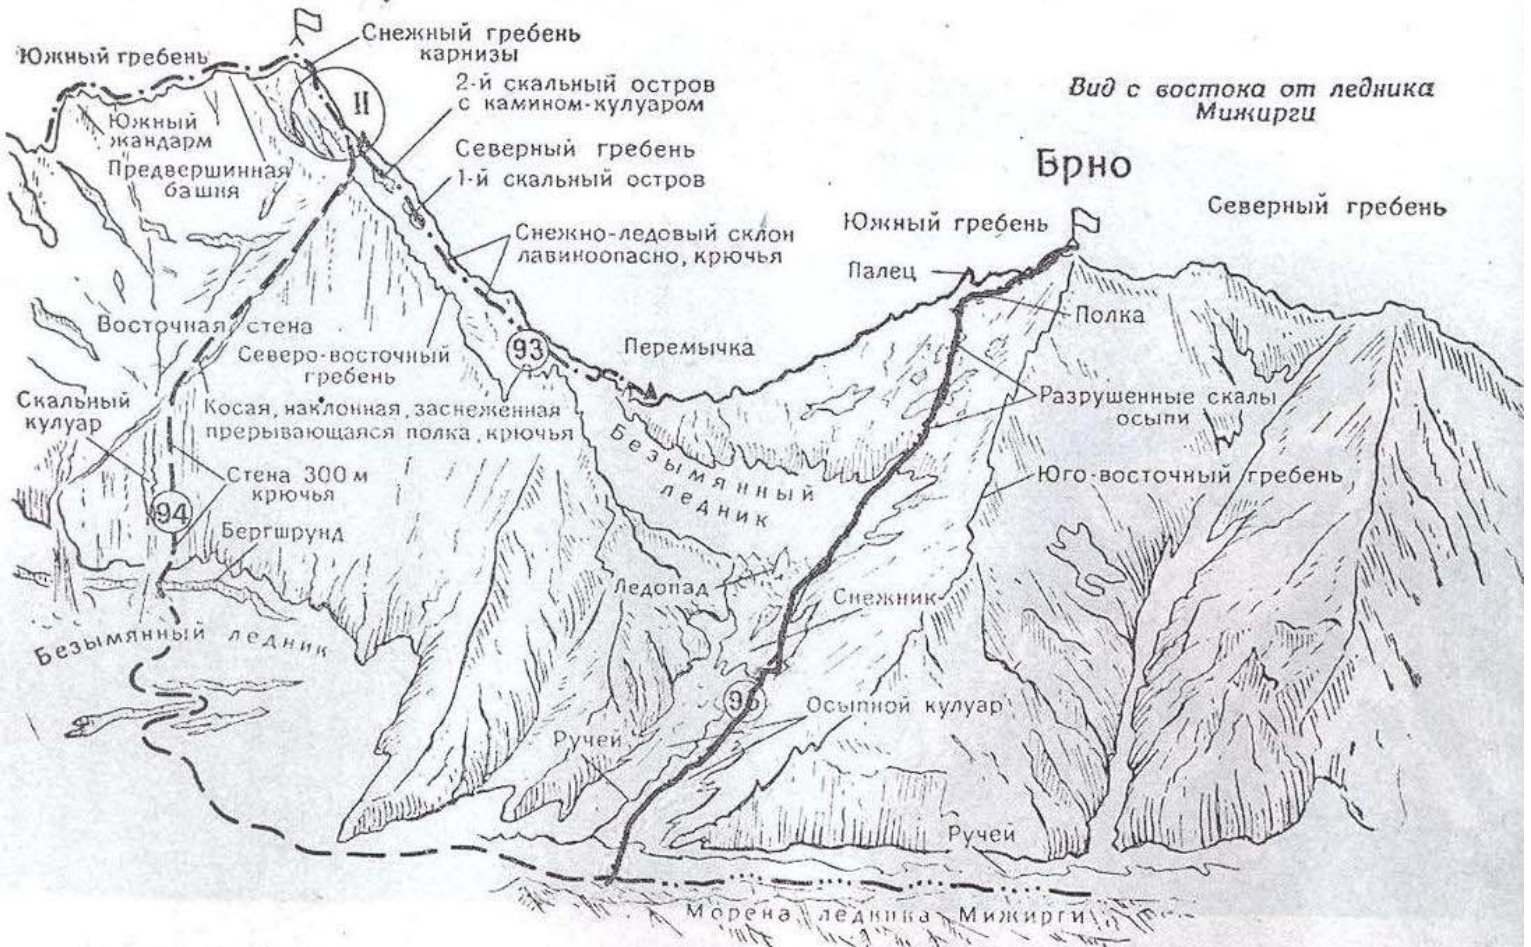 Южный гребень
Снежный гребень
карнизы
2-й скальный остров
с камином-кулуаром
II
Южный
жандарм
Предвершинная
башня
Северный гребень
1-й скальный остров
Снежно-ледовый склон
лавиноопасно, крючья
Вид с востока от ледника
Мижирги
Брно
Южный гребень
Северный гребень
Палец
Полка
Восточная стена
Северо-восточный
гребень
93
Перемычка
Скальный
кулуар
Косая, наклонная, заснеженная
прерывающаяся полка, крючья
Разрушенные скалы
осыпи
Стена 300 м
крючья
94
Бергшрунд
Безымянный
ледник
Юго-восточный гребень
Ледопад
Снежник
Безымянный ледник
Осыпной кулуар
Ручей
Ручей
Морена ледника Мижирги